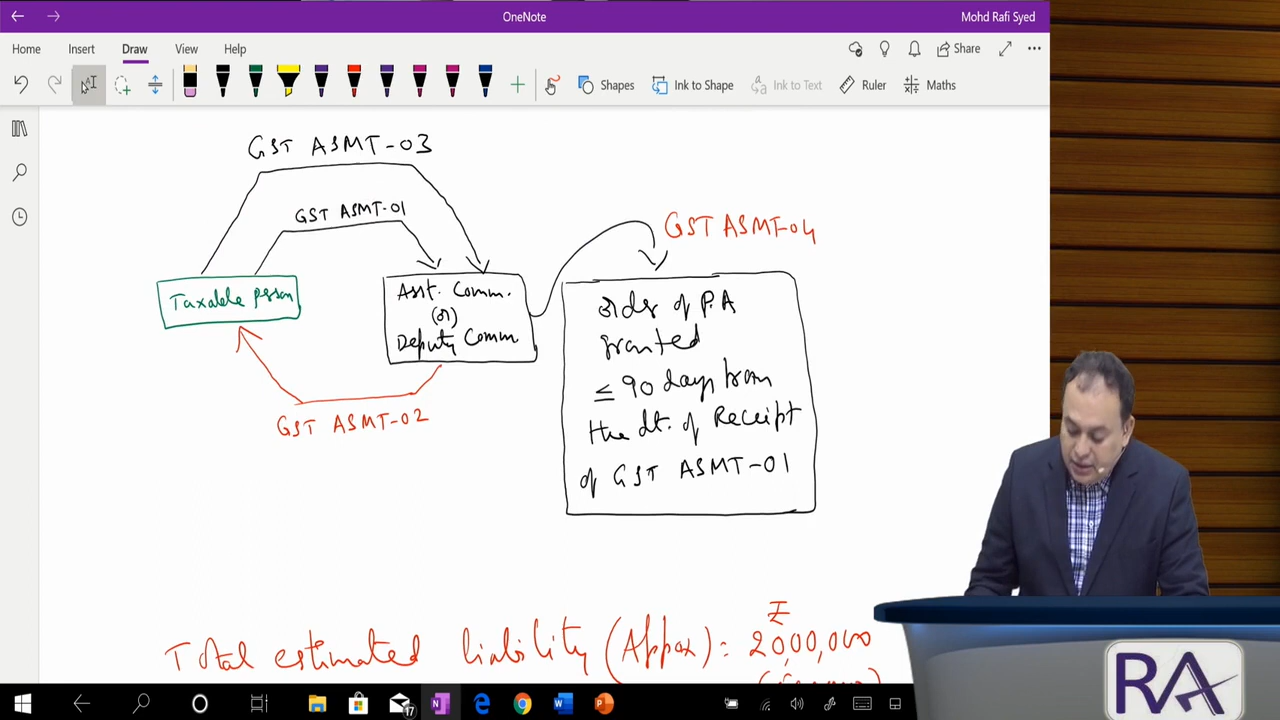 OneNote
Mohd Rafi Syed
Home Insert Draw View Help
Share
Shapes
Ink to Shape
Ink to Text
Ruler
Maths
GST ASMT-03
GST ASMT-01
GST ASMT-04
Taxable person
Asst. Comm.
(or)
Deputy Comm
order of P.A
granted
≤ 90 days from
the dt. of Receipt
of GST ASMT-01
GST ASMT-02
₹
Total estimated liability (Approx): 20,00,000
17
RA